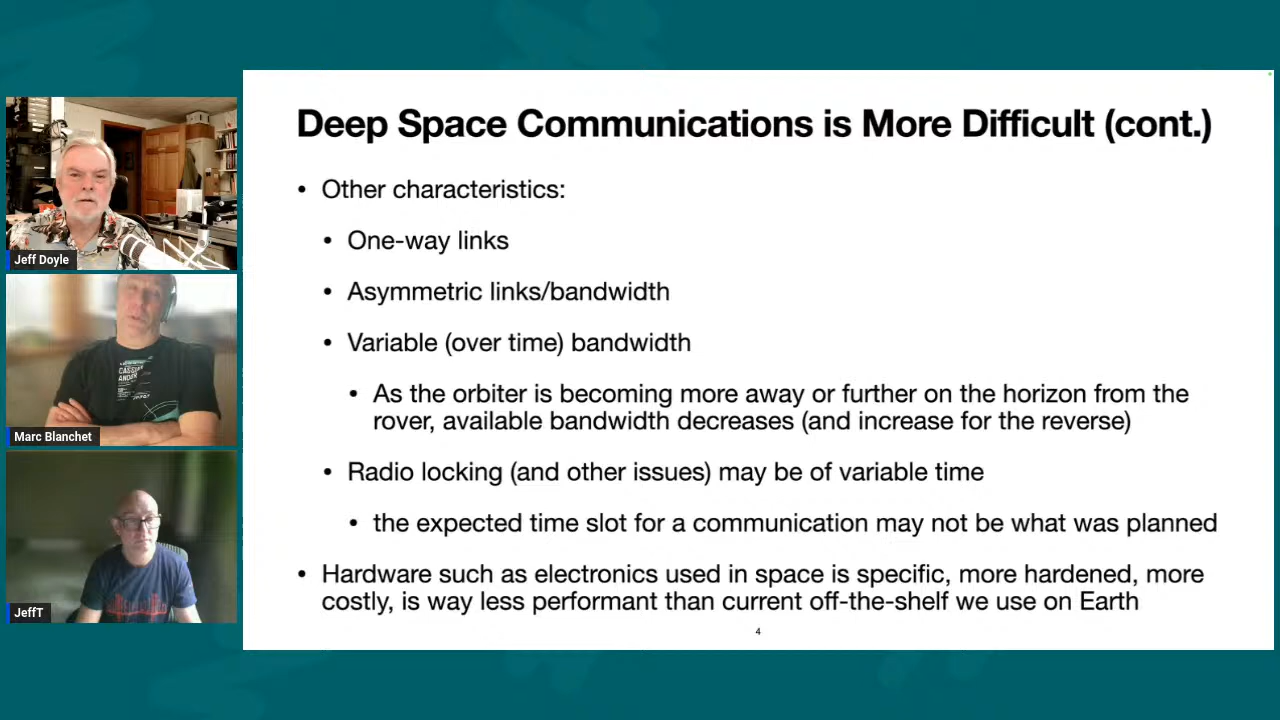 Deep Space Communications is More Difficult (cont.)
• Other characteristics:
• One-way links
• Asymmetric links/bandwidth
• Variable (over time) bandwidth
• As the orbiter is becoming more away or further on the horizon from the
rover, available bandwidth decreases (and increase for the reverse)
• Radio locking (and other issues) may be of variable time
• the expected time slot for a communication may not be what was planned
• Hardware such as electronics used in space is specific, more hardened, more
costly, is way less performant than current off-the-shelf we use on Earth
4
Jeff Doyle
Marc Blanchet
JeffT